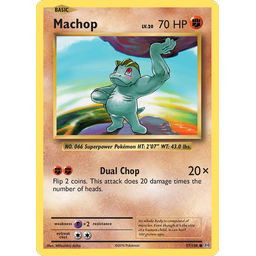 BASIC
Machop LV.20 70 HP
NO. 066 Superpower Pokémon HT: 2'07" WT: 43.0 lbs.
Dual Chop 20×
Flip 2 coins. This attack does 20 damage times the
number of heads.
weakness ×2 resistance
retreat cost
©2016 Pokémon